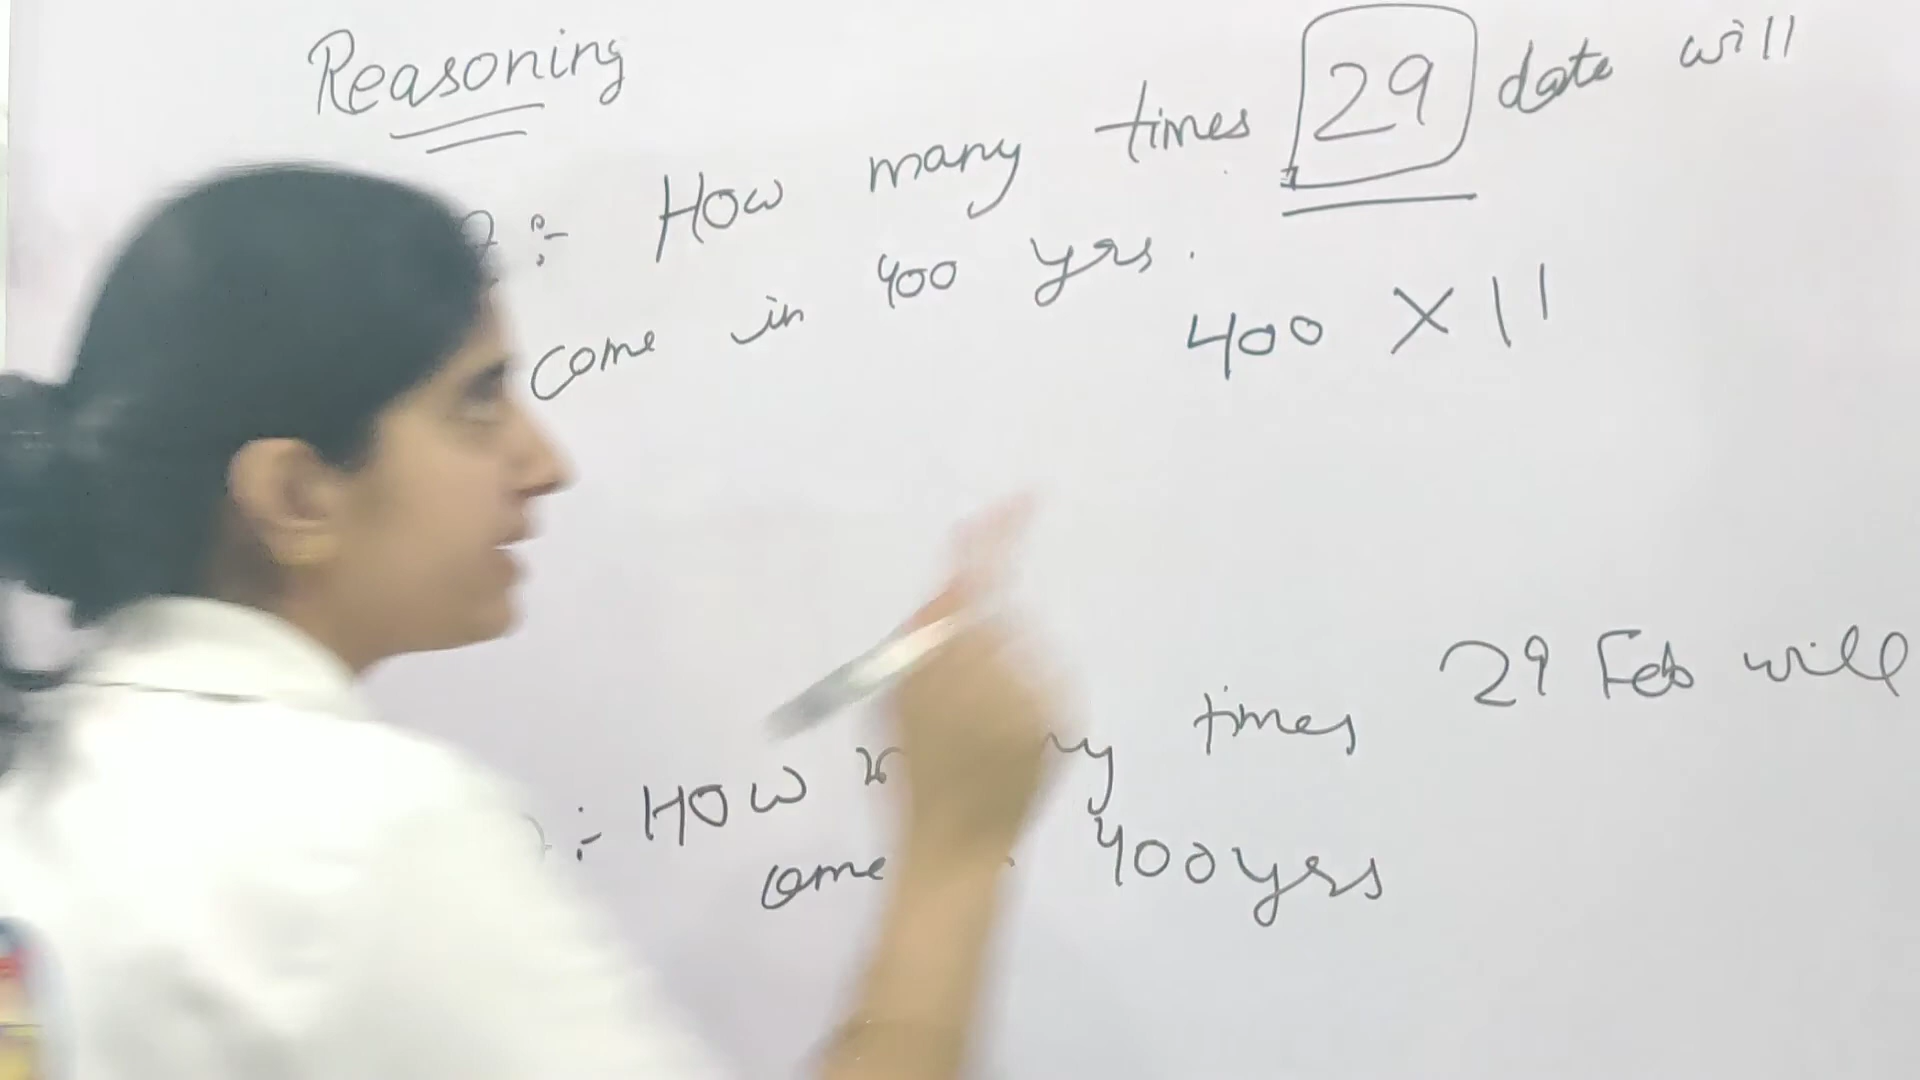 Reasoning
:- How many times 29 date will
come in 400 yrs.
400 × 11
:- How times 29 Feb will
come 400yrs